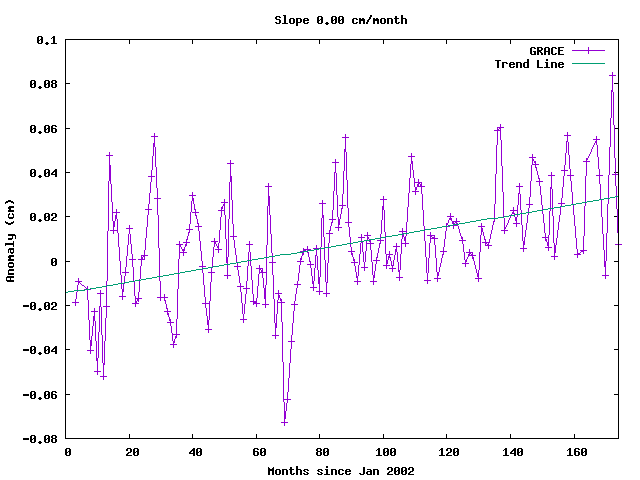 Slope 0.00 cm/month
GRACE
Trend Line
Anomaly (cm)
0.1
0.08
0.06
0.04
0.02
0
-0.02
-0.04
-0.06
-0.08
0 20 40 60 80 100 120 140 160
Months since Jan 2002